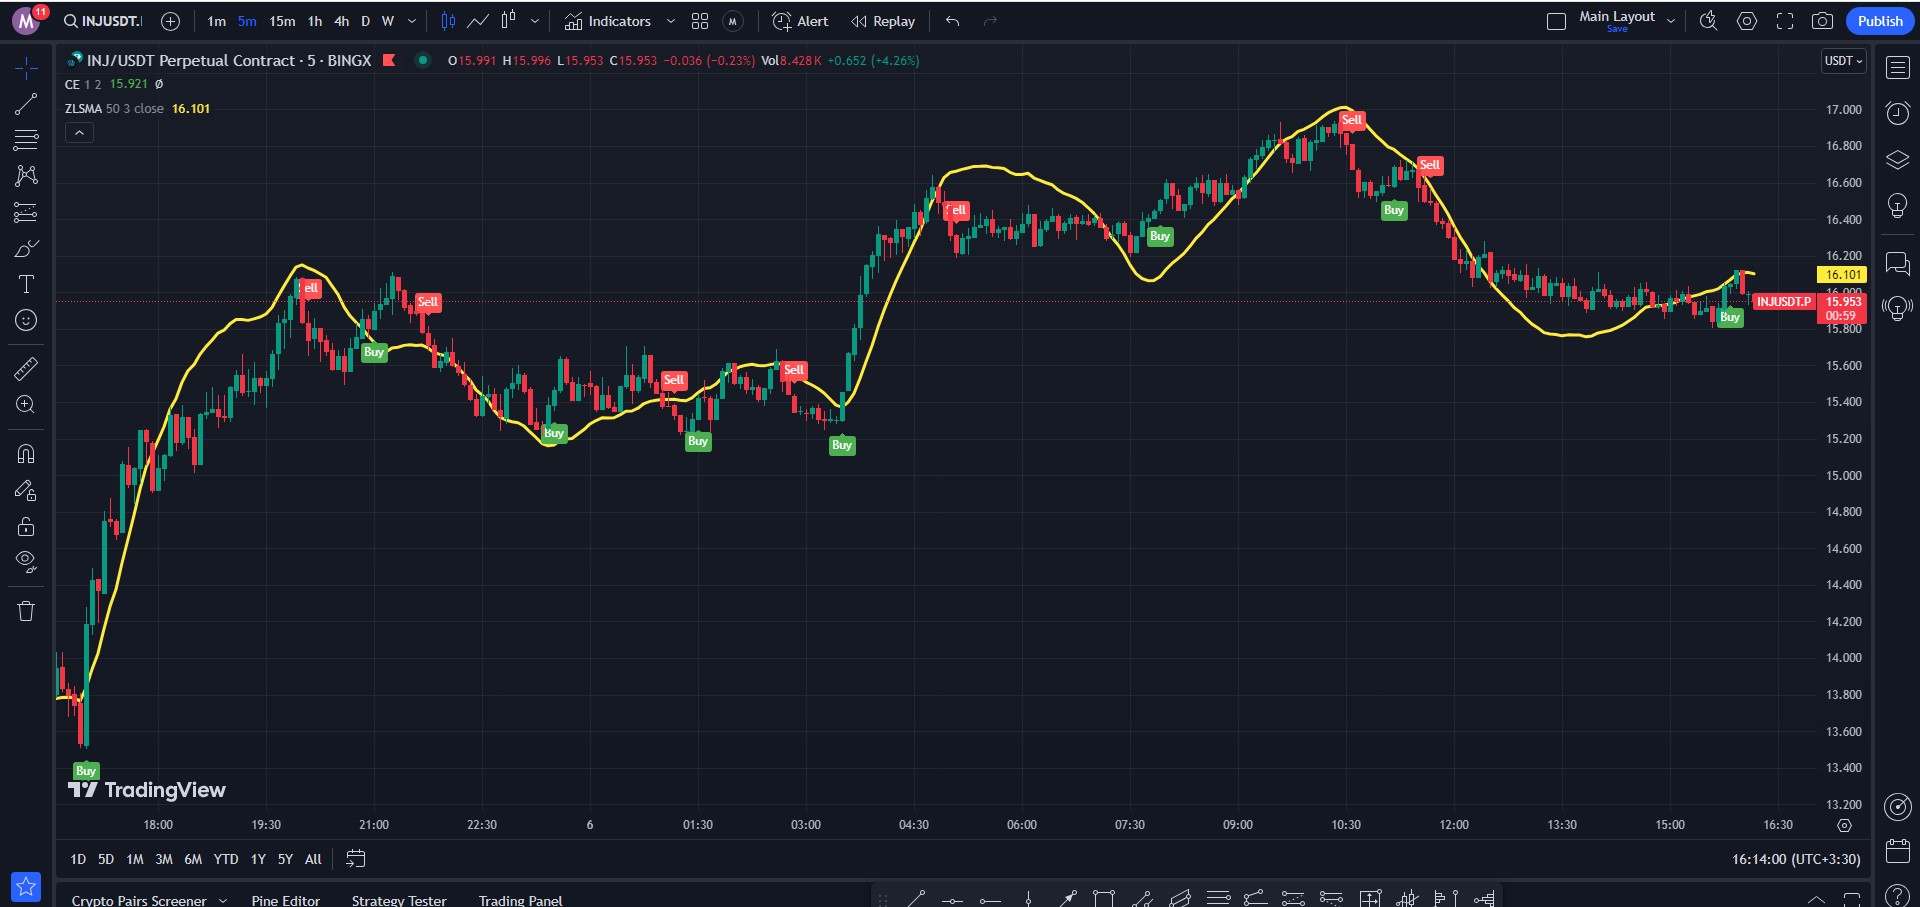 M 11 INJUSDT. 1m 5m 15m 1h 4h D W Indicators M Alert Replay Main Layout Save Publish
INJ/USDT Perpetual Contract · 5 · BINGX O15.991 H15.996 L15.953 C15.953 −0.036 (−0.23%) Vol8.428K +0.652 (+4.26%) USDT
CE 1 2 15.921 Ø
ZLSMA 50 3 close 16.101
17.000
Sell
16.800
Sell
16.600
Sell Buy
16.400
Buy
16.200
16.101
Sell
Sell INJUSDT.P 15.953
00:59
Buy
15.800
Buy
15.600
Sell Sell
15.400
Buy Buy Buy
15.200
15.000
14.800
14.600
14.400
14.200
14.000
13.800
13.600
13.400
Buy
TradingView
13.200
18:00 19:30 21:00 22:30 6 01:30 03:00 04:30 06:00 07:30 09:00 10:30 12:00 13:30 15:00 16:30
1D 5D 1M 3M 6M YTD 1Y 5Y All 16:14:00 (UTC+3:30)
Crypto Pairs Screener Pine Editor Strategy Tester Trading Panel